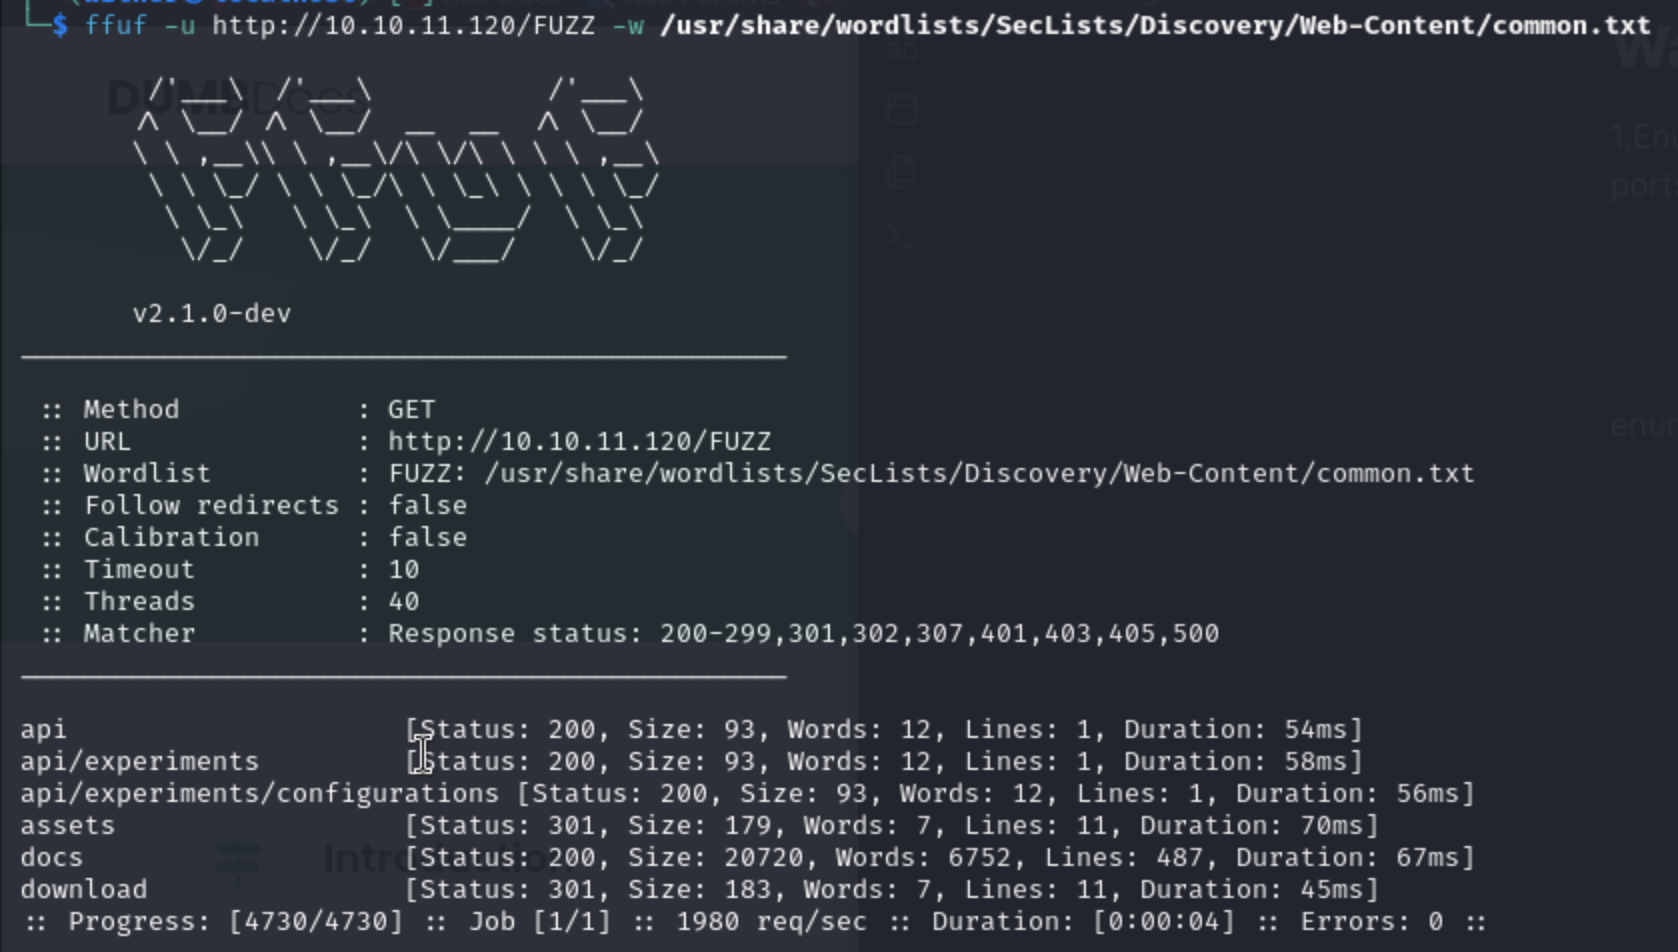 └─$ ffuf -u http://10.10.11.120/FUZZ -w /usr/share/wordlists/SecLists/Discovery/Web-Content/common.txt
DUMBDocs
v2.1.0-dev
:: Method : GET
:: URL : http://10.10.11.120/FUZZ
:: Wordlist : FUZZ: /usr/share/wordlists/SecLists/Discovery/Web-Content/common.txt
:: Follow redirects : false
:: Calibration : false
:: Timeout : 10
:: Threads : 40
:: Matcher : Response status: 200-299,301,302,307,401,403,405,500
api [Status: 200, Size: 93, Words: 12, Lines: 1, Duration: 54ms]
api/experiments [Status: 200, Size: 93, Words: 12, Lines: 1, Duration: 58ms]
api/experiments/configurations [Status: 200, Size: 93, Words: 12, Lines: 1, Duration: 56ms]
assets [Status: 301, Size: 179, Words: 7, Lines: 11, Duration: 70ms]
docs [Status: 200, Size: 20720, Words: 6752, Lines: 487, Duration: 67ms]
Introduction
download [Status: 301, Size: 183, Words: 7, Lines: 11, Duration: 45ms]
:: Progress: [4730/4730] :: Job [1/1] :: 1980 req/sec :: Duration: [0:00:04] :: Errors: 0 ::